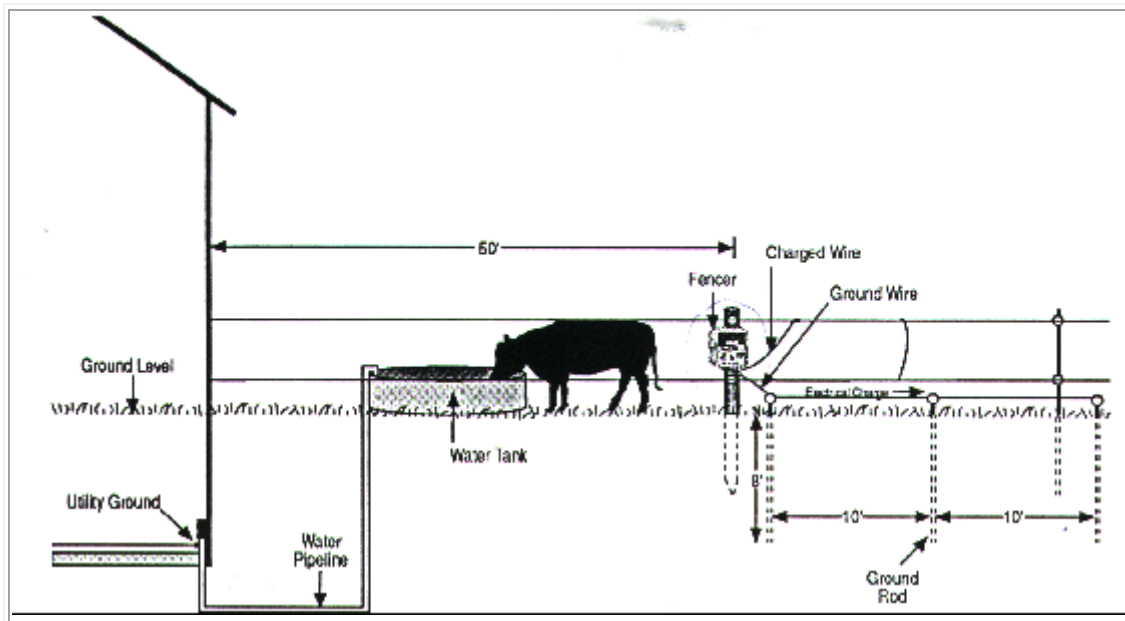 50'
Charged Wire
Fencer
Ground Wire
Ground Level
Electrical Charge
Water Tank
8'
Utility Ground
10'
10'
Water
Pipeline
Ground
Rod